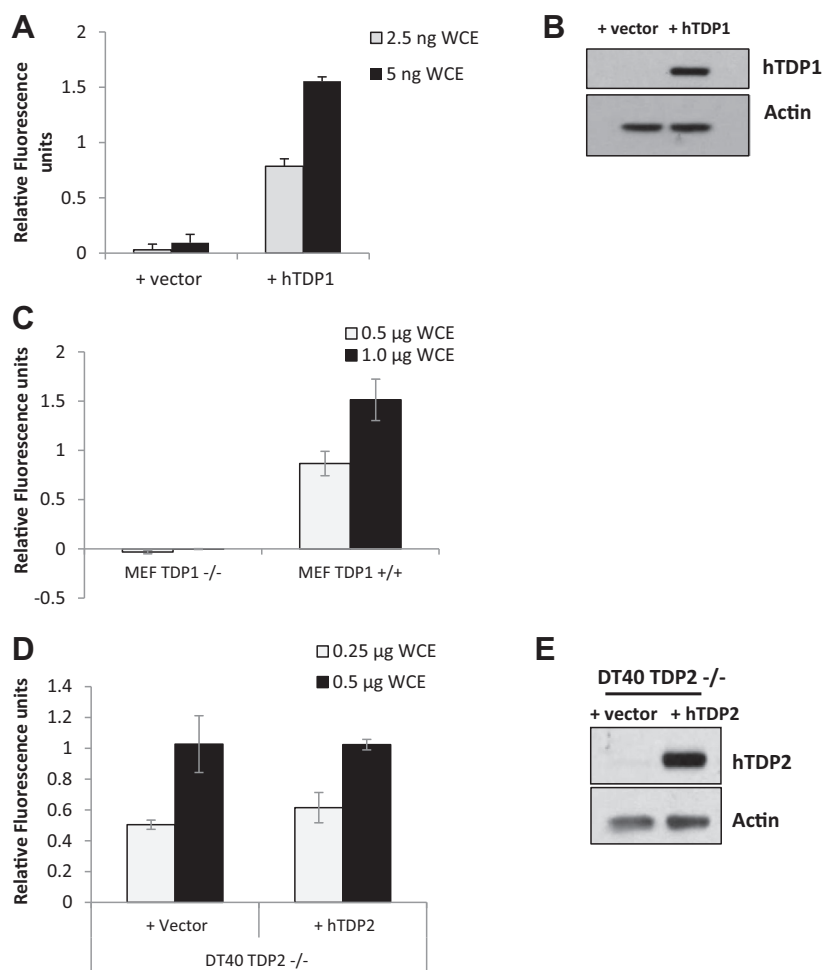 A
Relative Fluorescence
units
2
1.5
1
0.5
0
2.5 ng WCE
5 ng WCE
+ vector
+ hTDP1
B
+ vector + hTDP1
hTDP1
Actin
C
Relative Fluorescence units
2
1.5
1
0.5
0
-0.5
0.5 µg WCE
1.0 µg WCE
MEF TDP1 -/-
MEF TDP1 +/+
D
Relative Fluorescence units
1.4
1.2
1
0.8
0.6
0.4
0.2
0
0.25 µg WCE
0.5 µg WCE
+ Vector
+ hTDP2
DT40 TDP2 -/-
E
DT40 TDP2 -/-
+ vector + hTDP2
hTDP2
Actin